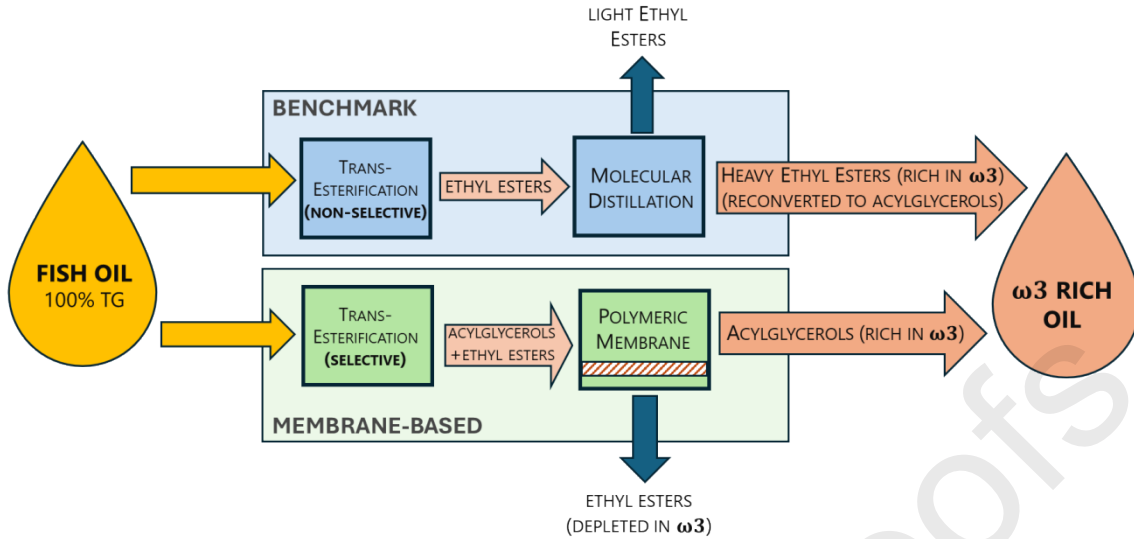 LIGHT ETHYL
ESTERS
BENCHMARK
TRANS-
ESTERIFICATION
(NON-SELECTIVE)
ETHYL ESTERS
MOLECULAR
DISTILLATION
HEAVY ETHYL ESTERS (RICH IN ω3)
(RECONVERTED TO ACYLGLYCEROLS)
FISH OIL
100% TG
ω3 RICH
OIL
TRANS-
ESTERIFICATION
(SELECTIVE)
ACYLGLYCEROLS
+ETHYL ESTERS
POLYMERIC
MEMBRANE
ACYLGLYCEROLS (RICH IN ω3)
MEMBRANE-BASED
ETHYL ESTERS
(DEPLETED IN ω3)